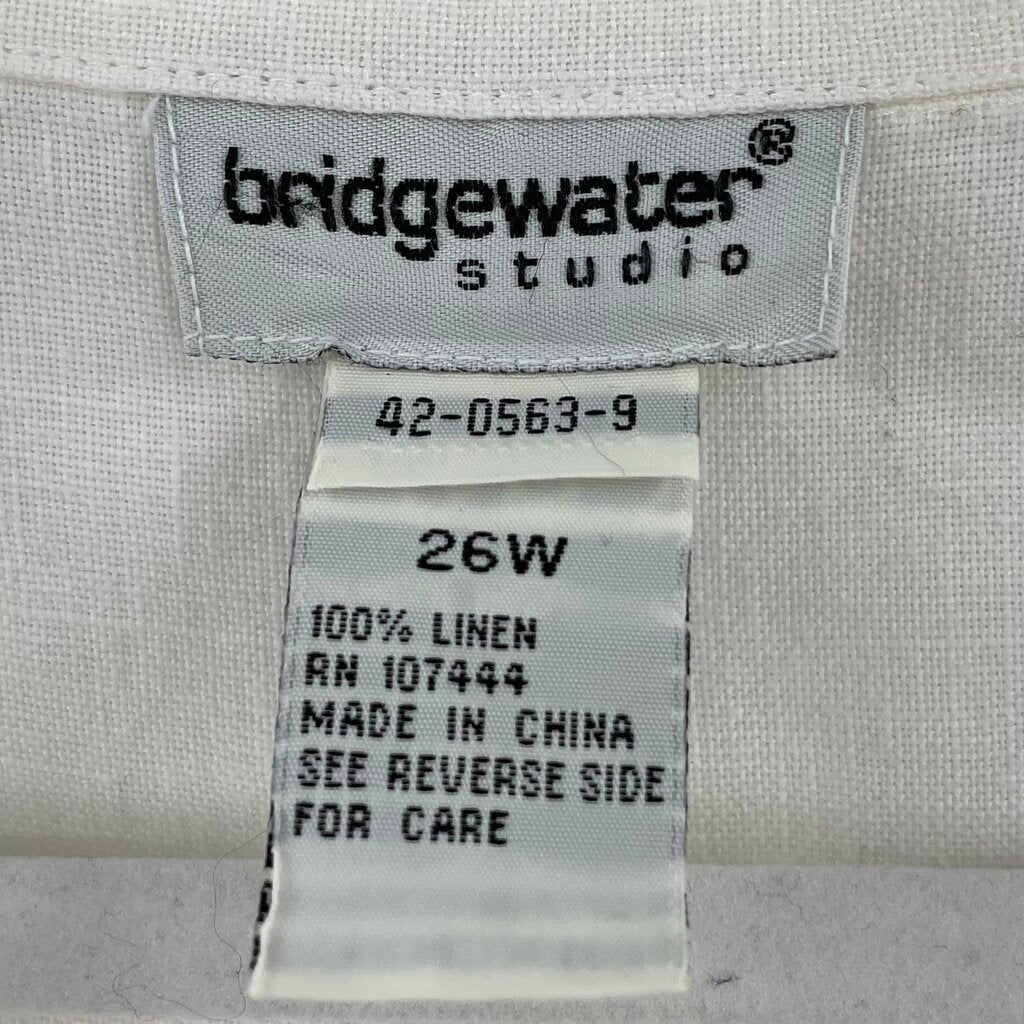 bridgewater®
studio
42-0563-9
26W
100% LINEN
RN 107444
MADE IN CHINA
SEE REVERSE SIDE
FOR CARE